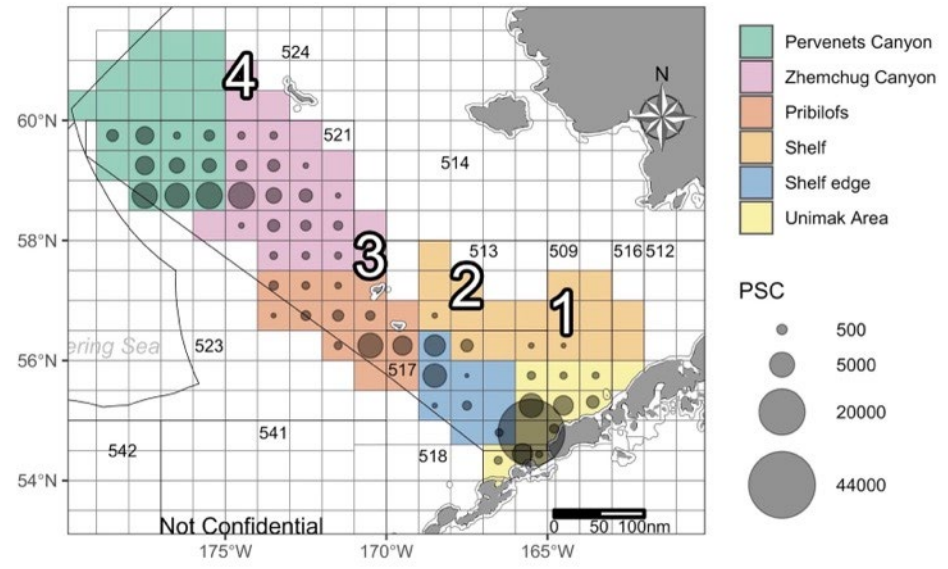 4
524
Pervenets Canyon
Zhemchug Canyon
Pribilofs
Shelf
Shelf edge
Unimak Area
N
60°N
521
514
58°N
3
513
509
516
512
2
1
PSC
500
5000
20000
44000
ering Sea
523
56°N
517
542
541
518
54°N
Not Confidential
0 50 100nm
175°W
170°W
165°W